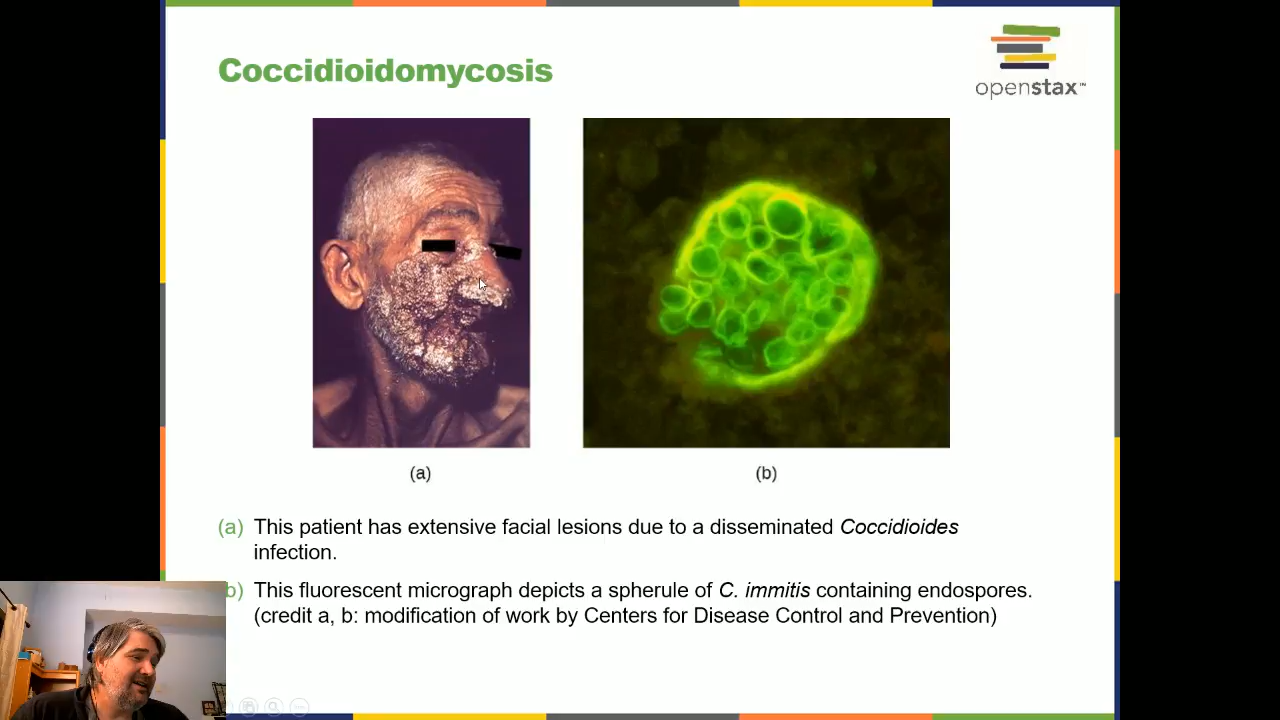 Coccidioidomycosis
openstax™
(a)
(b)
(a) This patient has extensive facial lesions due to a disseminated Coccidioides
infection.
b) This fluorescent micrograph depicts a spherule of C. immitis containing endospores.
(credit a, b: modification of work by Centers for Disease Control and Prevention)